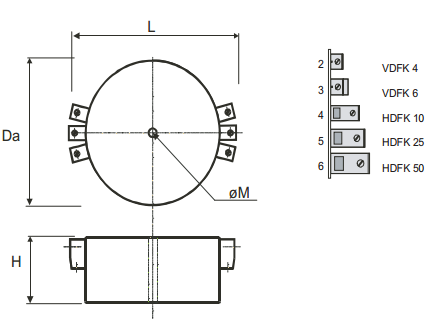 L
Da
øM
H
2 VDFK 4
3 VDFK 6
4 HDFK 10
5 HDFK 25
6 HDFK 50